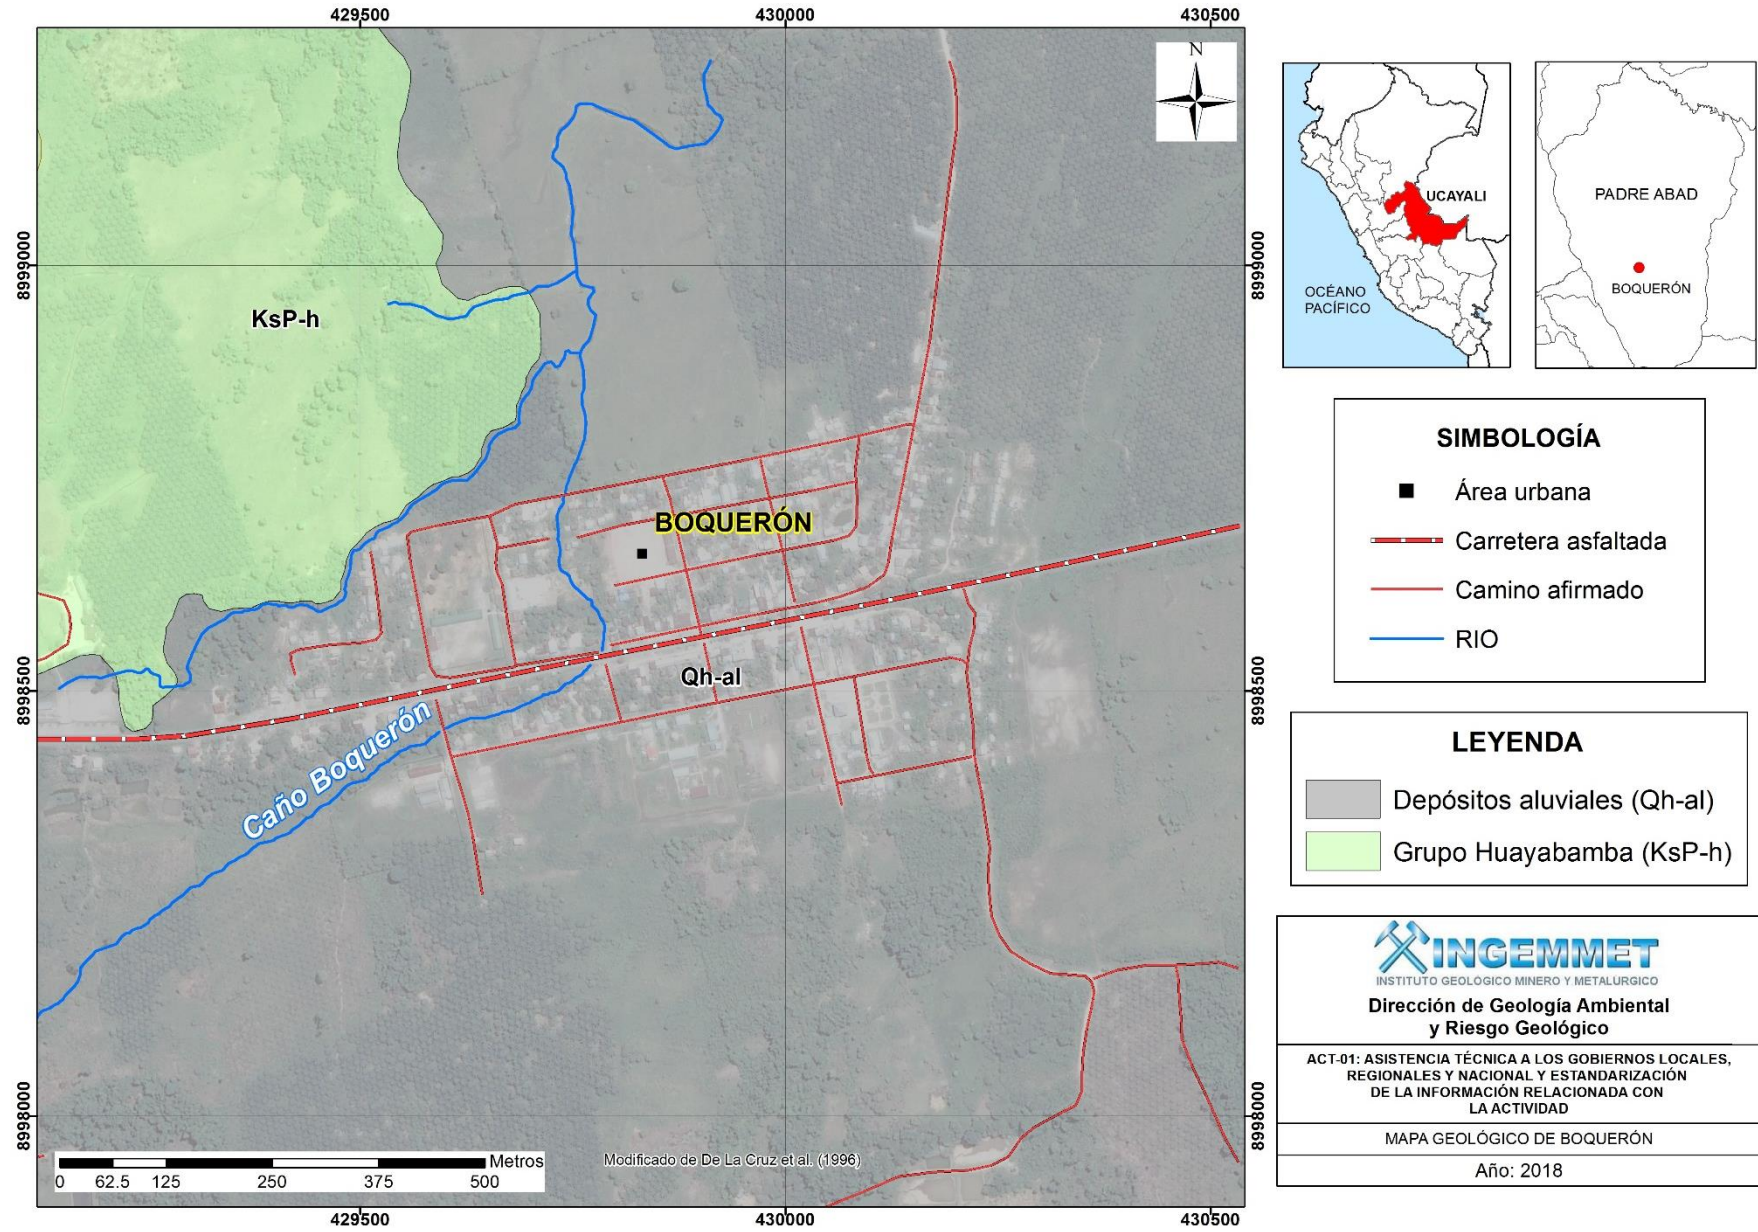 429500
430000
430500
N
8999000
8999000
KsP-h
BOQUERÓN
Qh-al
8998500
8998500
Caño Boquerón
8998000
8998000
Metros
0 62.5 125 250 375 500
Modificado de De La Cruz et al. (1996)
429500
430000
430500
UCAYALI
OCÉANO
PACÍFICO
PADRE ABAD
BOQUERÓN
SIMBOLOGÍA
Área urbana
Carretera asfaltada
Camino afirmado
RIO
LEYENDA
Depósitos aluviales (Qh-al)
Grupo Huayabamba (KsP-h)
INGEMMET
INSTITUTO GEOLÓGICO MINERO Y METALÚRGICO
Dirección de Geología Ambiental
y Riesgo Geológico
ACT-01: ASISTENCIA TÉCNICA A LOS GOBIERNOS LOCALES,
REGIONALES Y NACIONAL Y ESTANDARIZACIÓN
DE LA INFORMACIÓN RELACIONADA CON
LA ACTIVIDAD
MAPA GEOLÓGICO DE BOQUERÓN
Año: 2018